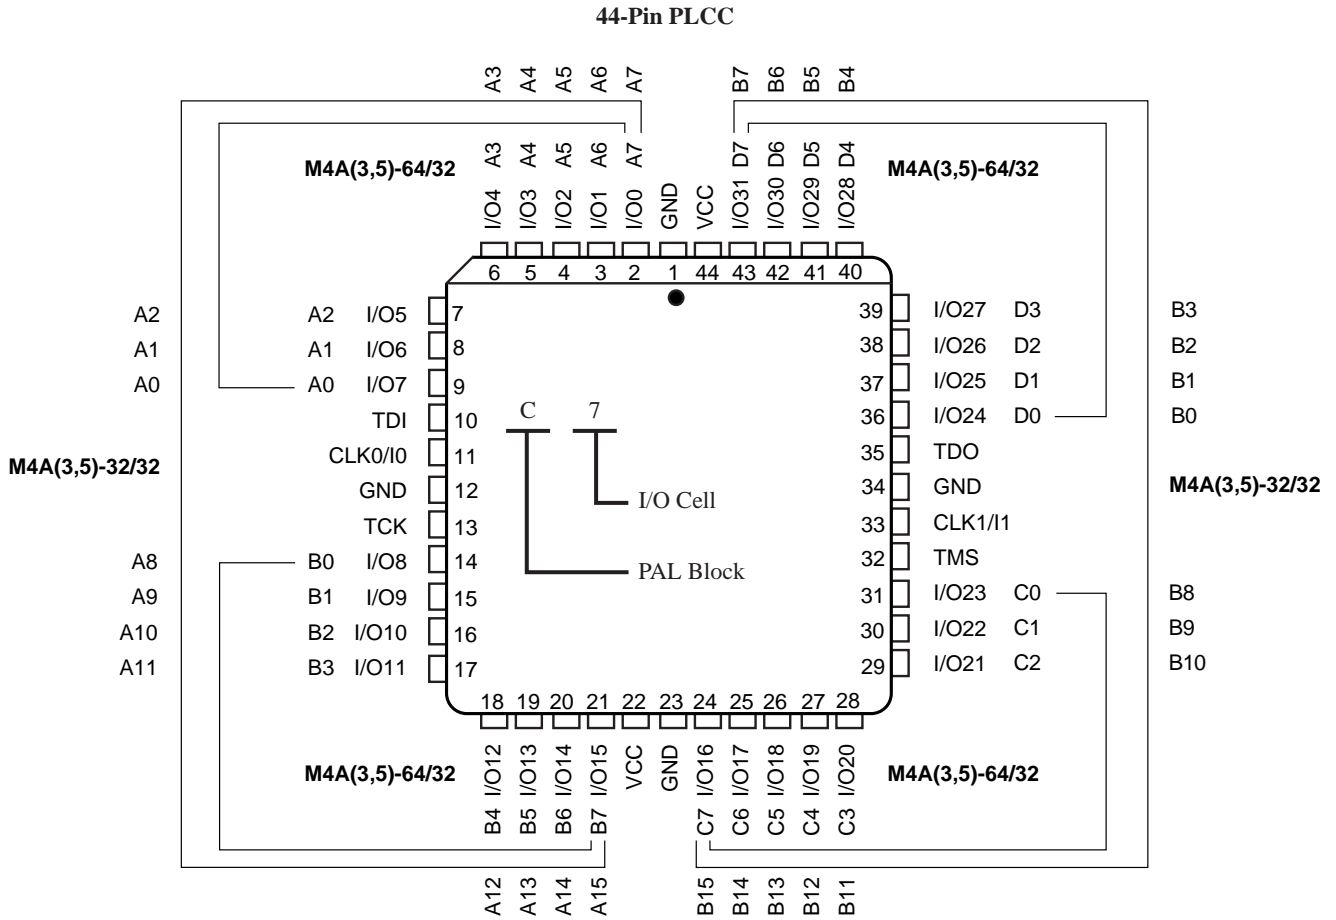 44-Pin PLCC
A3 A4 A5 A6 A7 B7 B6 B5 B4
M4A(3,5)-64/32 A3 A4 A5 A6 A7 D7 D6 D5 D4 M4A(3,5)-64/32
I/O4 I/O3 I/O2 I/O1 I/O0 GND VCC I/O31 I/O30 I/O29 I/O28
6 5 4 3 2 1 44 43 42 41 40
A2 A2 I/O5 7 39 I/O27 D3 B3
A1 A1 I/O6 8 38 I/O26 D2 B2
A0 A0 I/O7 9 37 I/O25 D1 B1
TDI 10 C 7 36 I/O24 D0 B0
CLK0/I0 11 35 TDO
M4A(3,5)-32/32 M4A(3,5)-32/32
GND 12 I/O Cell 34 GND
TCK 13 33 CLK1/I1
A8 B0 I/O8 14 PAL Block 32 TMS
A9 B1 I/O9 15 31 I/O23 C0 B8
A10 B2 I/O10 16 30 I/O22 C1 B9
A11 B3 I/O11 17 29 I/O21 C2 B10
18 19 20 21 22 23 24 25 26 27 28
M4A(3,5)-64/32 I/O12 I/O13 I/O14 I/O15 VCC GND I/O16 I/O17 I/O18 I/O19 I/O20 M4A(3,5)-64/32
B4 B5 B6 B7 C7 C6 C5 C4 C3
A12 A13 A14 A15 B15 B14 B13 B12 B11